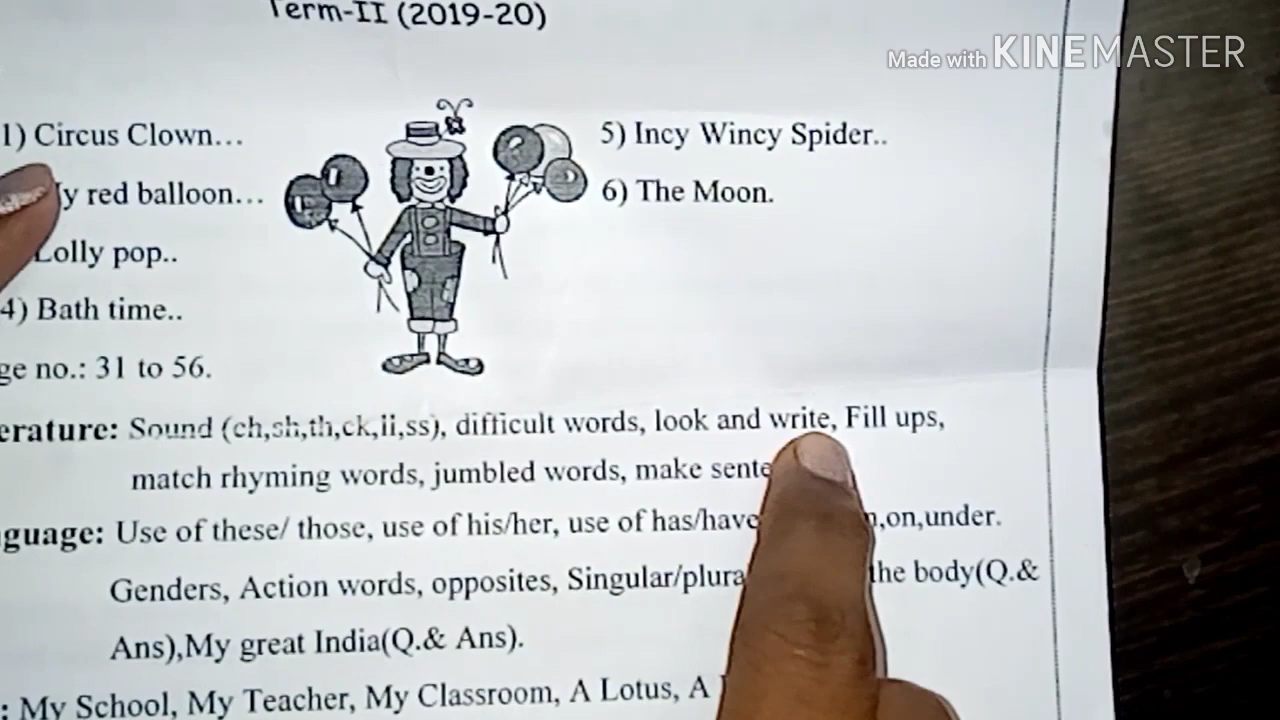 Term-II (2019-20)
Made with KINEMASTER
1) Circus Clown...
y red balloon...
Lolly pop..
4) Bath time..
5) Incy Wincy Spider..
6) The Moon.
ge no.: 31 to 56.
erature: Sound (ch,sh,th,ck,ii,ss), difficult words, look and write, Fill ups,
match rhyming words, jumbled words, make sente
guage: Use of these/ those, use of his/her, use of has/have ,on,under.
Genders, Action words, opposites, Singular/plura the body(Q.&
Ans),My great India(Q.& Ans).
: My School, My Teacher, My Classroom, A Lotus, A